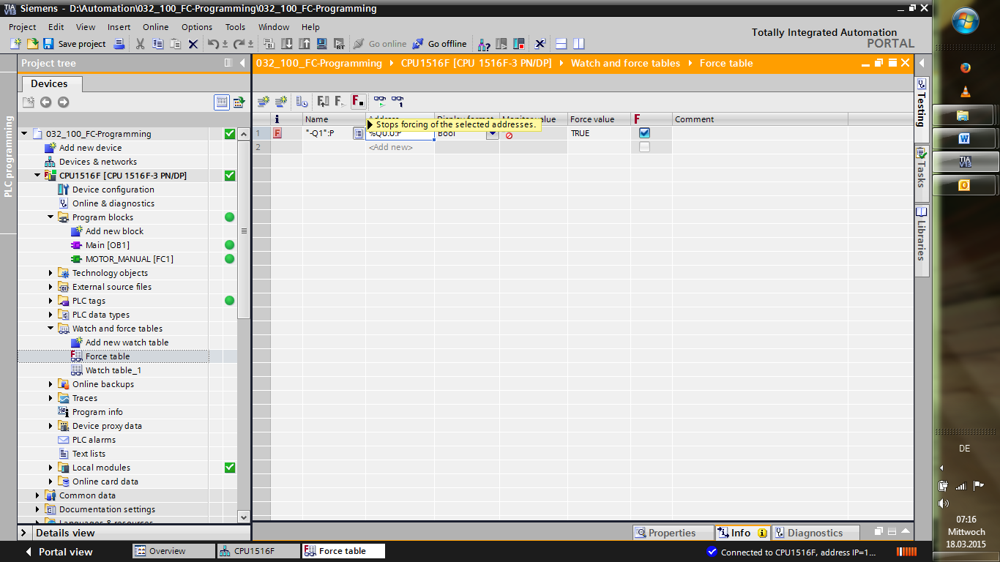 Siemens - D:\Automation\032_100_FC-Programming\032_100_FC-Programming
Project Edit View Insert Online Options Tools Window Help
Save project Go online Go offline
Totally Integrated Automation
PORTAL
Project tree
032_100_FC-Programming CPU1516F [CPU 1516F-3 PN/DP] Watch and force tables Force table
Devices
PLC programming
i Name Address Display format Monitor value Force value F Comment
Stops forcing of the selected addresses.
1 F "-Q1":P %Q0.0:P Bool TRUE
2 <Add new>
032_100_FC-Programming
Add new device
Devices & networks
CPU1516F [CPU 1516F-3 PN/DP]
Device configuration
Online & diagnostics
Program blocks
Add new block
Main [OB1]
MOTOR_MANUAL [FC1]
Technology objects
External source files
PLC tags
PLC data types
Watch and force tables
Add new watch table
Force table
Watch table_1
Online backups
Traces
Program info
Device proxy data
PLC alarms
Text lists
Local modules
Online card data
Common data
Documentation settings
Languages & resources
Details view
Testing
Tasks
Libraries
Properties Info Diagnostics
Portal view Overview CPU1516F Force table
Connected to CPU1516F, address IP=1...
TIA
V13
DE
07:16
Mittwoch
18.03.2015